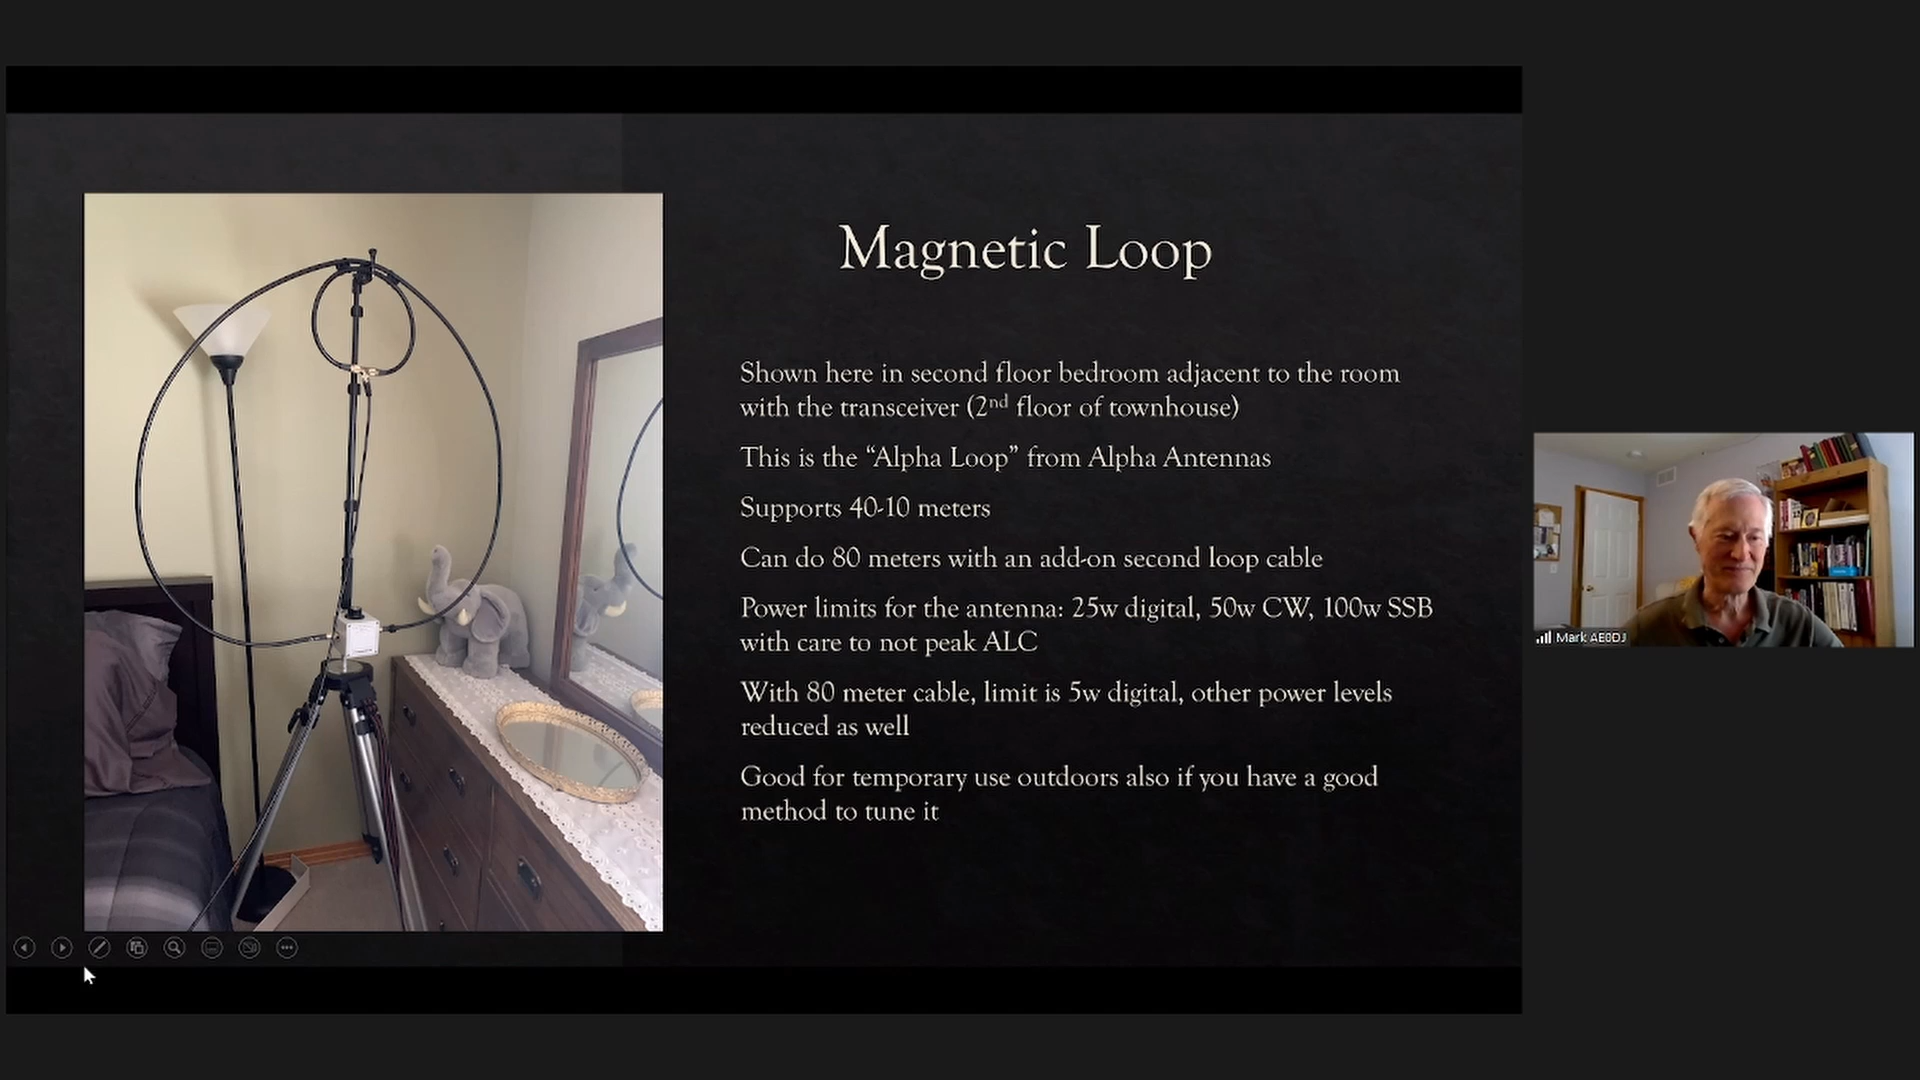 Magnetic Loop
Shown here in second floor bedroom adjacent to the room
with the transceiver (2nd floor of townhouse)
This is the “Alpha Loop” from Alpha Antennas
Supports 40-10 meters
Can do 80 meters with an add-on second loop cable
Power limits for the antenna: 25w digital, 50w CW, 100w SSB
with care to not peak ALC
With 80 meter cable, limit is 5w digital, other power levels
reduced as well
Good for temporary use outdoors also if you have a good
method to tune it
Mark AE0DJ